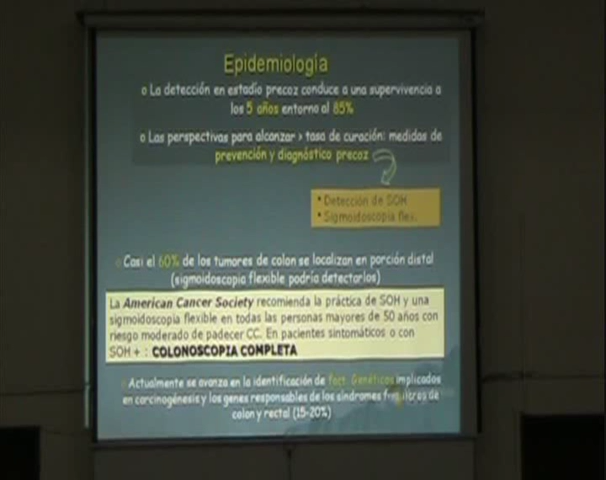 Epidemiología
o La detección en estadío precoz conduce a una supervivencia a
los 5 años entorno al 85%
o Las perspectivas para alcanzar > tasa de curación: medidas de
prevención y diagnóstico precoz
• Detección de SOH
• Sigmoidoscopia flex.
o Casi el 60% de los tumores de colon se localizan en porción distal
(sigmoidoscopia flexible podría detectarlos)
La American Cancer Society recomienda la práctica de SOH y una
sigmoidoscopia flexible en todas las personas mayores de 50 años con
riesgo moderado de padecer CC. En pacientes sintomáticos o con
SOH + : COLONOSCOPIA COMPLETA
Actualmente se avanza en la identificación de fact. Genéticos implicados
en carcinogénesis y los genes responsables de los síndromes de
colon y rectal (15-20%)